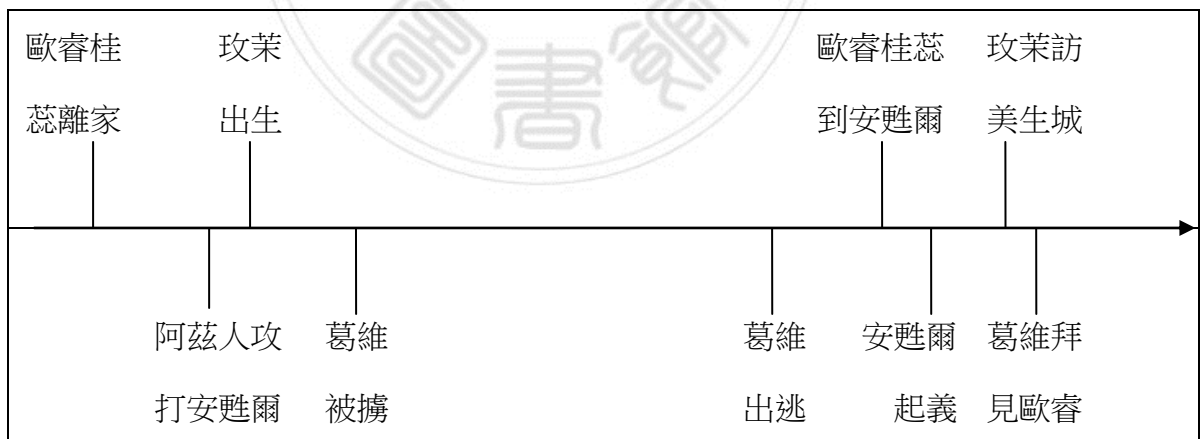 歐睿桂 玫茉 歐睿桂蕊 玫茉訪
蕊離家 出生 到安甦爾 美生城
阿茲人攻 葛維 葛維 安甦爾 葛維拜
打安甦爾 被擄 出逃 起義 見歐睿